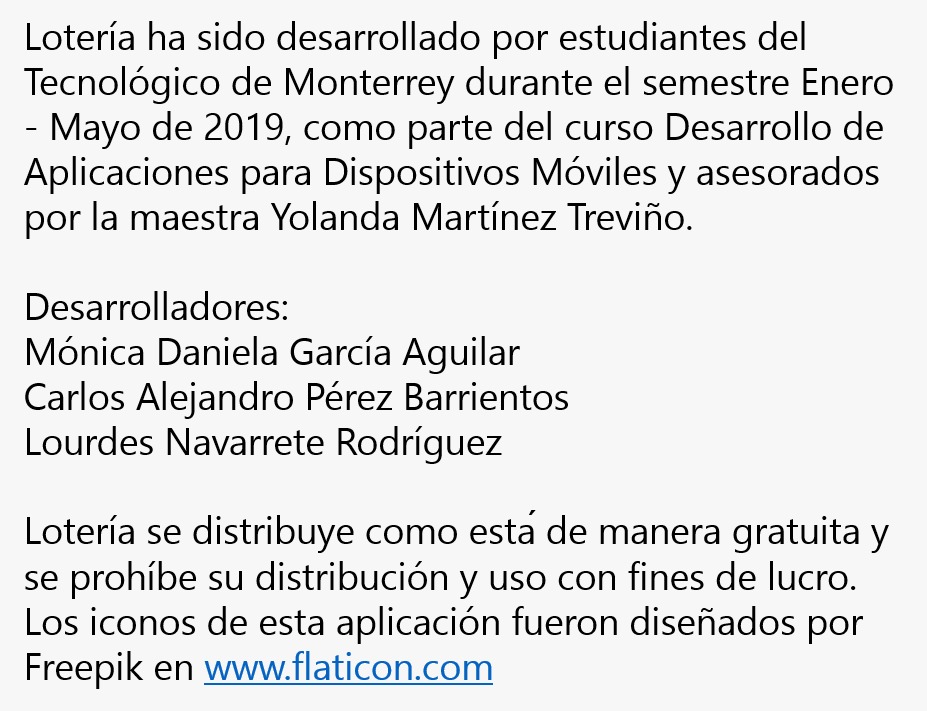 Lotería ha sido desarrollado por estudiantes del
Tecnológico de Monterrey durante el semestre Enero
- Mayo de 2019, como parte del curso Desarrollo de
Aplicaciones para Dispositivos Móviles y asesorados
por la maestra Yolanda Martínez Treviño.

Desarrolladores:
Mónica Daniela García Aguilar
Carlos Alejandro Pérez Barrientos
Lourdes Navarrete Rodríguez

Lotería se distribuye como está de manera gratuita y
se prohíbe su distribución y uso con fines de lucro.
Los iconos de esta aplicación fueron diseñados por
Freepik en www.flaticon.com